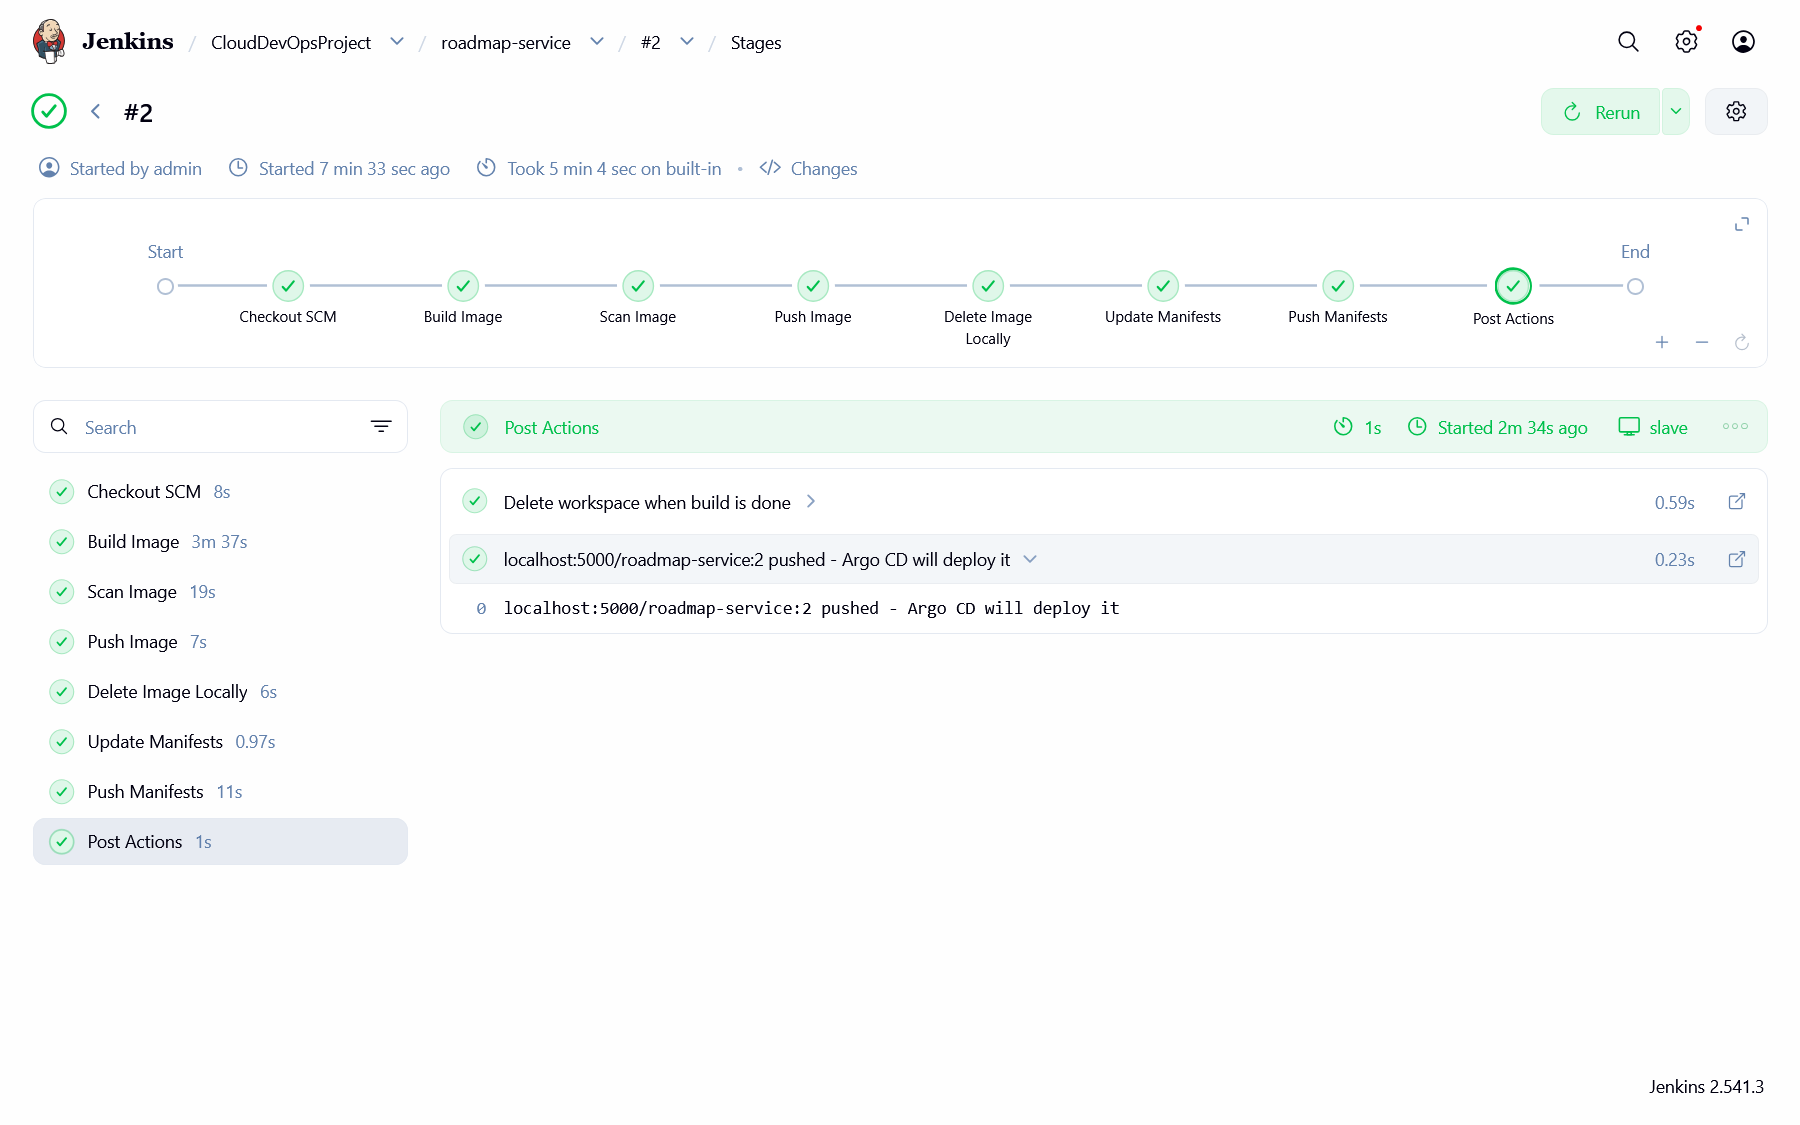 Jenkins / CloudDevOpsProject / roadmap-service / #2 / Stages
#2
Rerun
Started by admin Started 7 min 33 sec ago Took 5 min 4 sec on built-in • Changes
Start End
Checkout SCM Build Image Scan Image Push Image Delete Image Locally Update Manifests Push Manifests Post Actions
Search
Checkout SCM 8s
Build Image 3m 37s
Scan Image 19s
Push Image 7s
Delete Image Locally 6s
Update Manifests 0.97s
Push Manifests 11s
Post Actions 1s
Post Actions 1s Started 2m 34s ago slave
Delete workspace when build is done 0.59s
localhost:5000/roadmap-service:2 pushed - Argo CD will deploy it 0.23s
0 localhost:5000/roadmap-service:2 pushed - Argo CD will deploy it
Jenkins 2.541.3